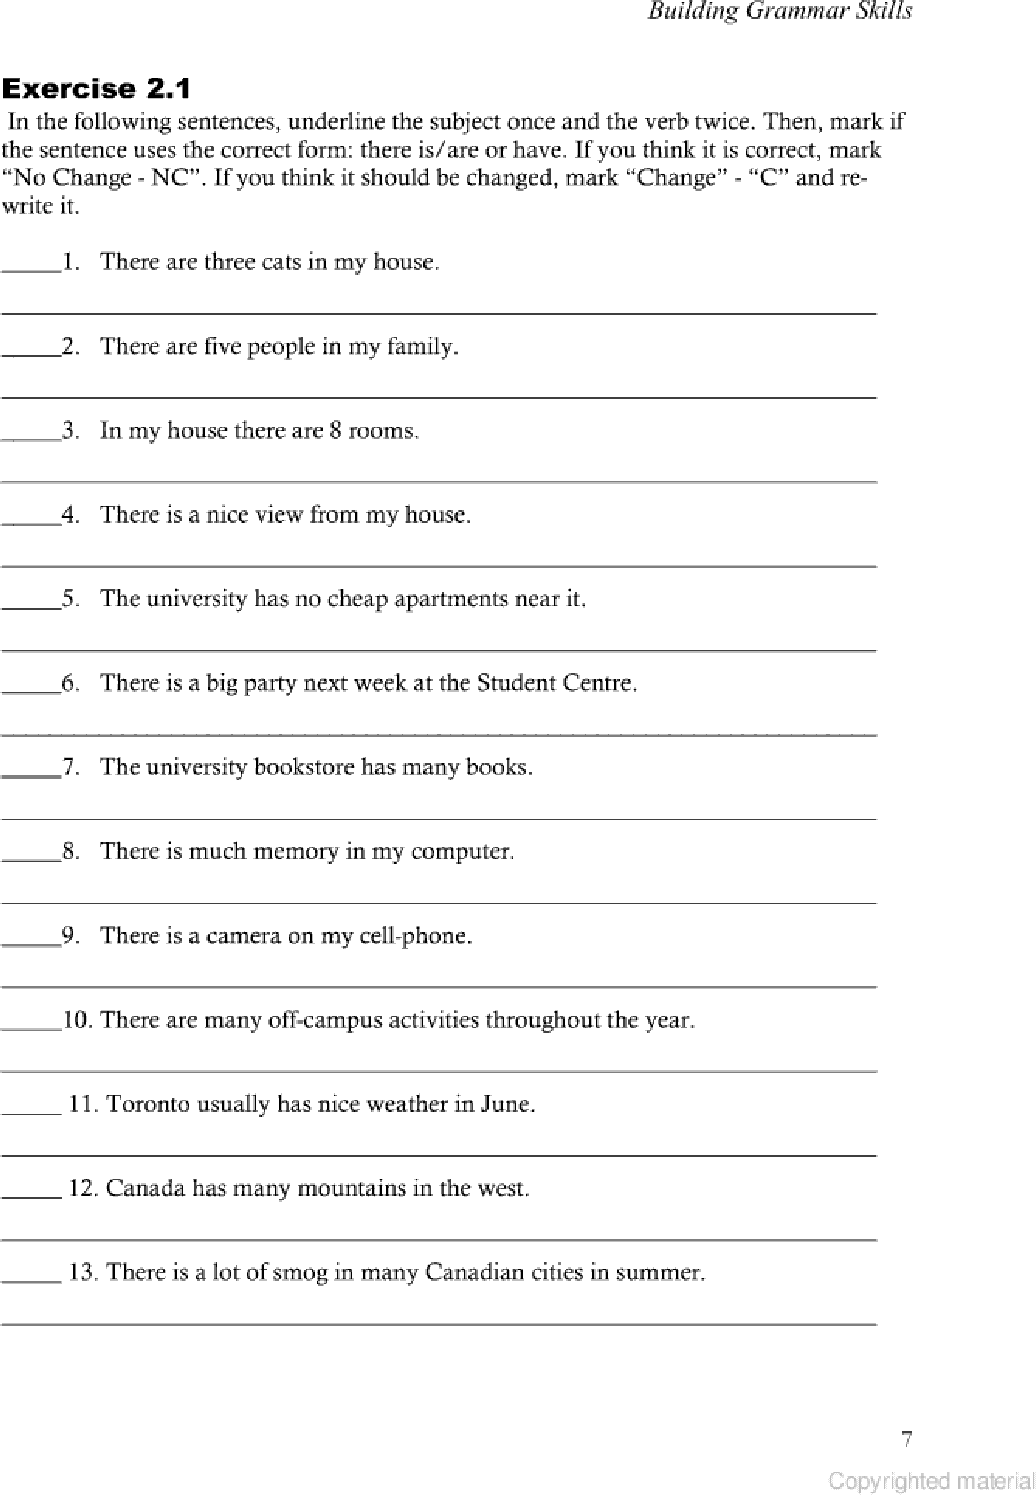 Building Grammar Skills
Exercise 2.1
In the following sentences, underline the subject once and the verb twice. Then, mark if
the sentence uses the correct form: there is/are or have. If you think it is correct, mark
“No Change - NC”. If you think it should be changed, mark “Change” - “C” and re-
write it.
_____1. There are three cats in my house.
_____2. There are five people in my family.
_____3. In my house there are 8 rooms.
_____4. There is a nice view from my house.
_____5. The university has no cheap apartments near it.
_____6. There is a big party next week at the Student Centre.
_____7. The university bookstore has many books.
_____8. There is much memory in my computer.
_____9. There is a camera on my cell-phone.
_____10. There are many off-campus activities throughout the year.
_____ 11. Toronto usually has nice weather in June.
_____ 12. Canada has many mountains in the west.
_____ 13. There is a lot of smog in many Canadian cities in summer.
7
Copyrighted material